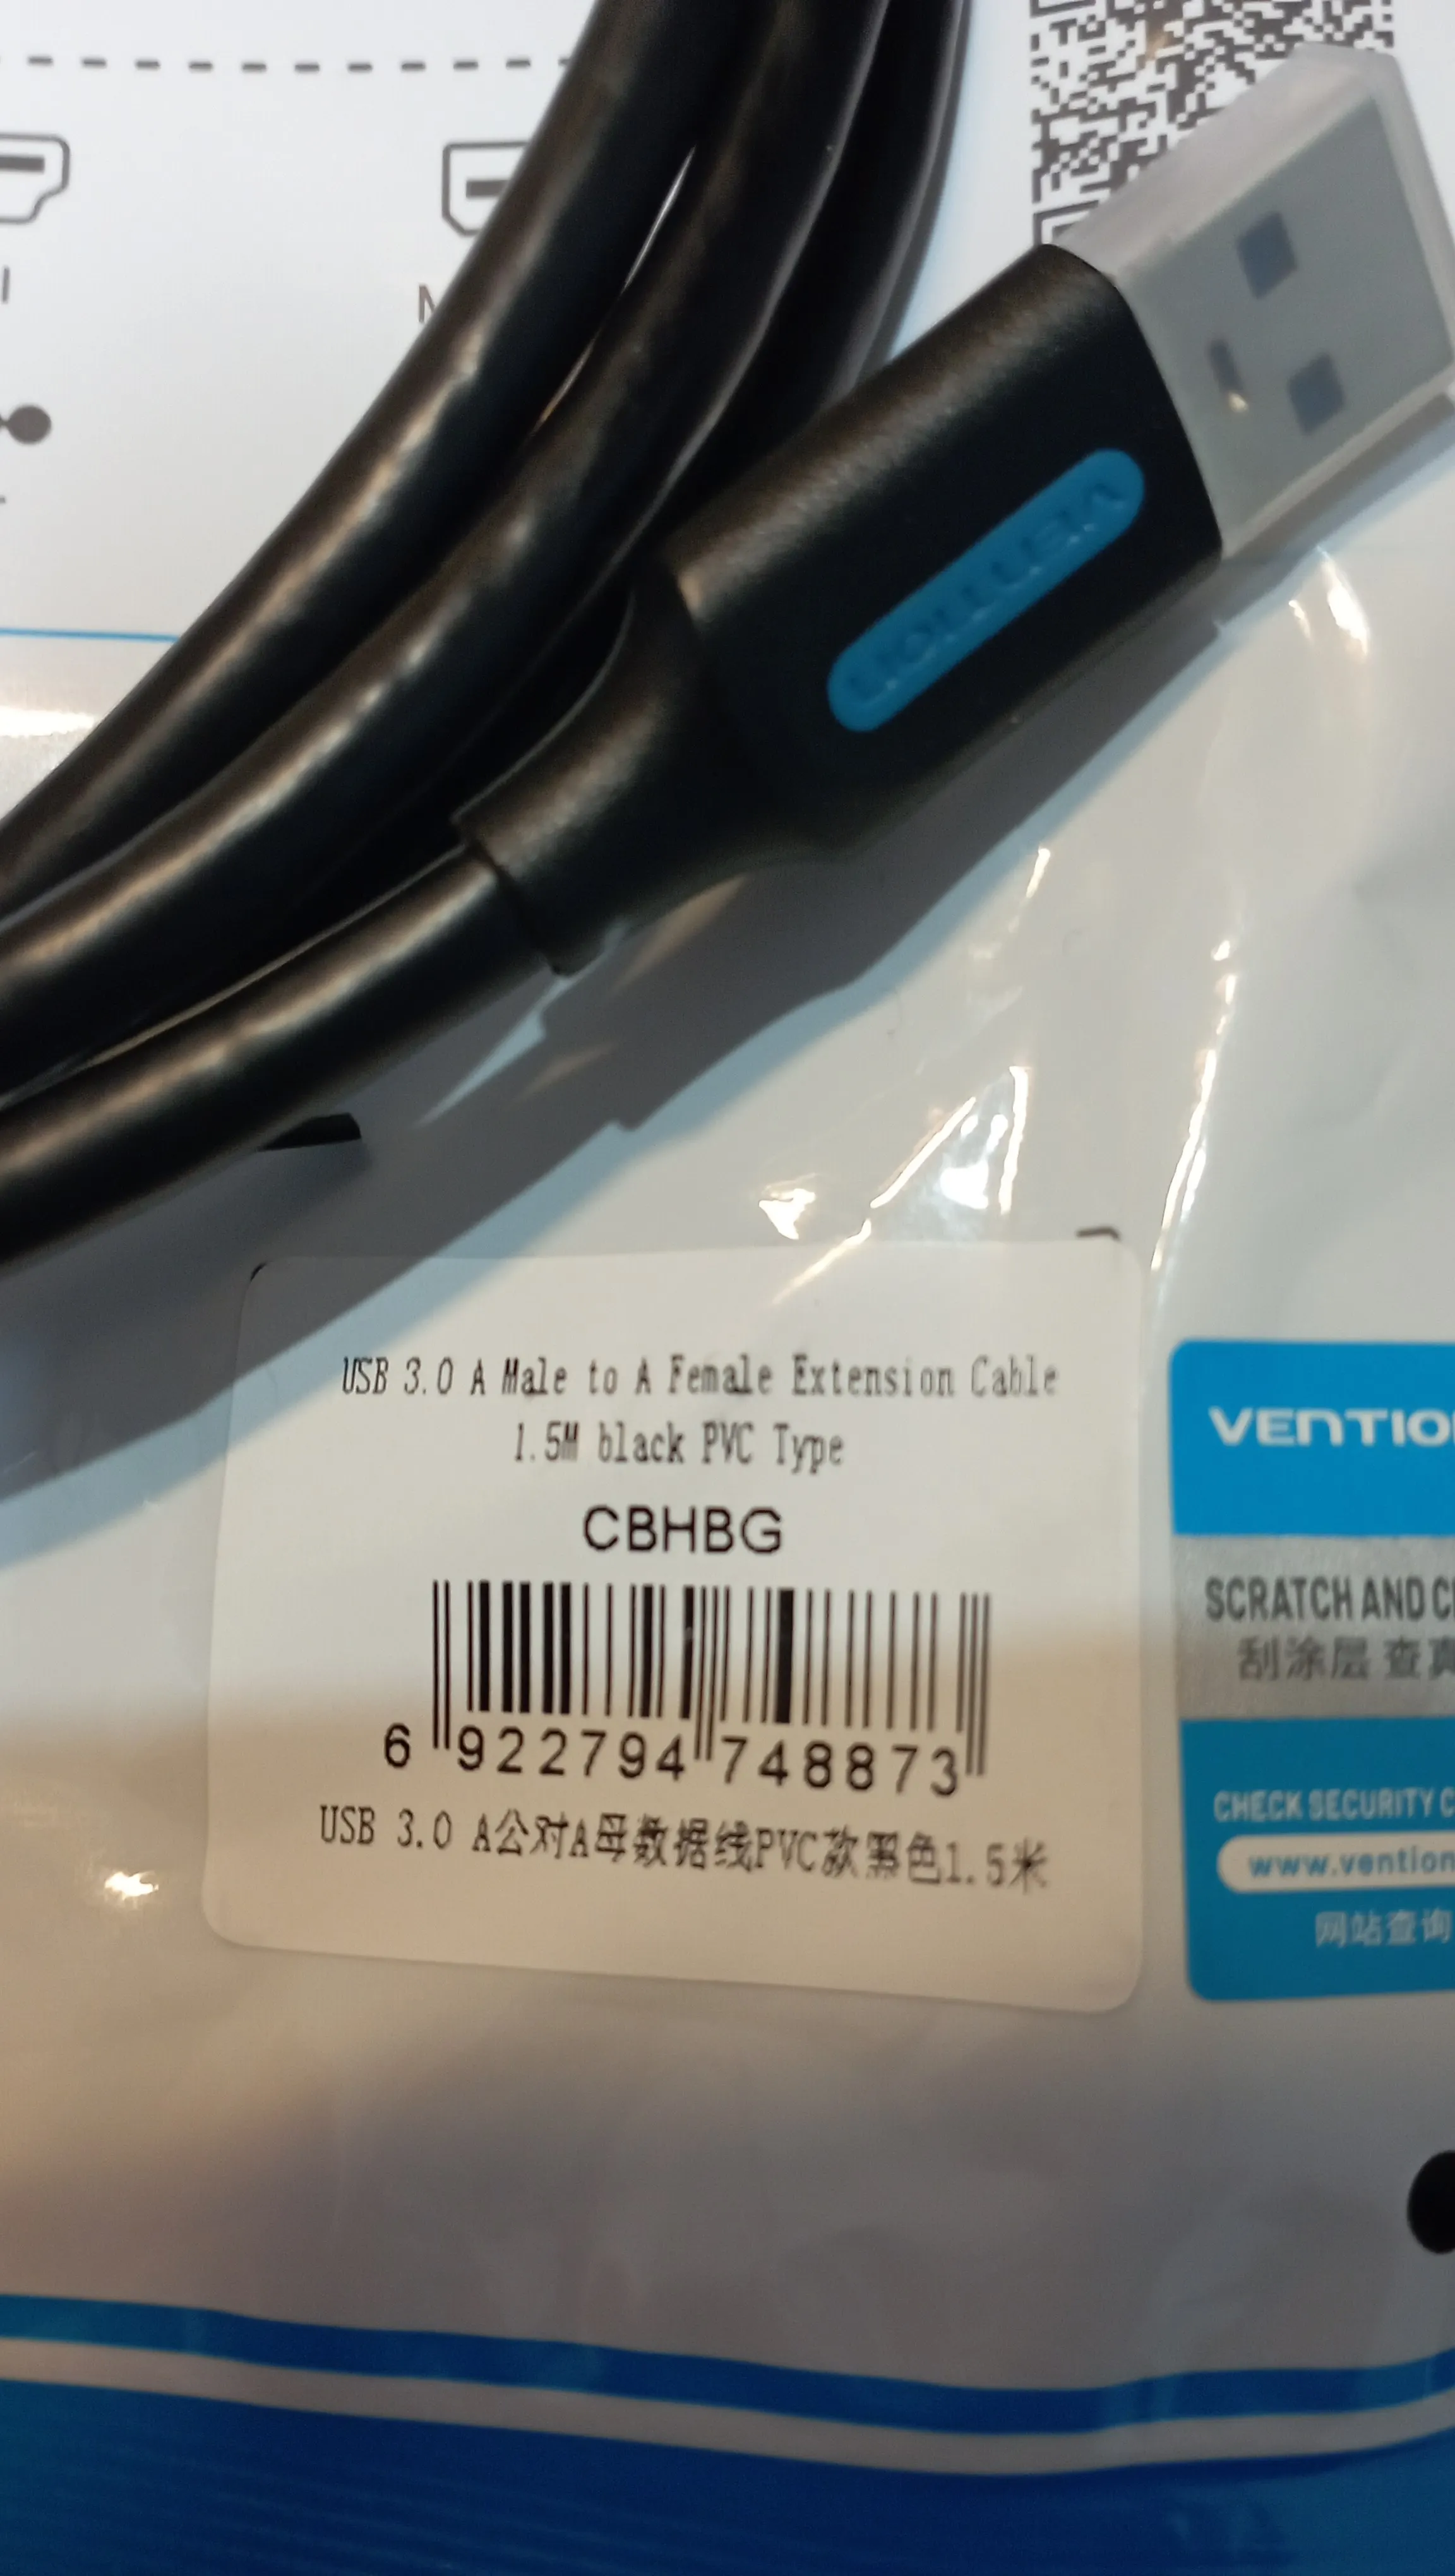 VENTION
USB 3.0 A Male to A Female Extension Cable
1.5M black PVC Type
CBHBG
6 922794 748873
USB 3.0 A公对A母数据线PVC款黑色1.5米
VENTIO
SCRATCH AND
刮涂层 查真
CHECK SECURITY
www.vention
网站查询